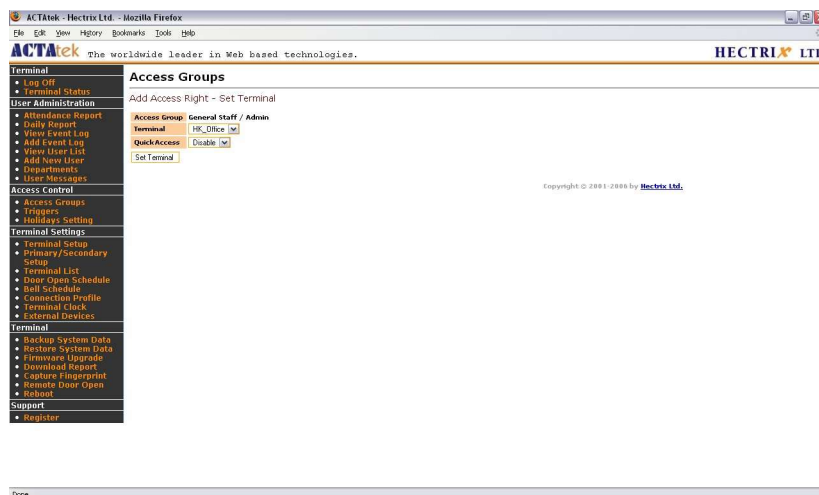 ACTAtek - Hectrix Ltd. - Mozilla Firefox
File Edit View History Bookmarks Tools Help
ACTAtek The worldwide leader in Web based technologies.
HECTRIX LTD
Terminal
Log Off
Terminal Status
User Administration
Attendance Report
Daily Report
View Event Log
Add Event Log
View User List
Add New User
Departments
User Messages
Access Control
Access Groups
Triggers
Holidays Setting
Terminal Settings
Terminal Setup
Primary/Secondary
Setup
Terminal List
Door Open Schedule
Bell Schedule
Connection Profile
Terminal Clock
External Devices
Terminal
Backup System Data
Restore System Data
Firmware Upgrade
Download Report
Capture Fingerprint
Remote Door Open
Reboot
Support
Register
Access Groups
Add Access Right - Set Terminal
Access Group General Staff / Admin
Terminal HK_Office
QuickAccess Disable
Set Terminal
Copyright © 2001-2006 by Hectrix Ltd.
Done